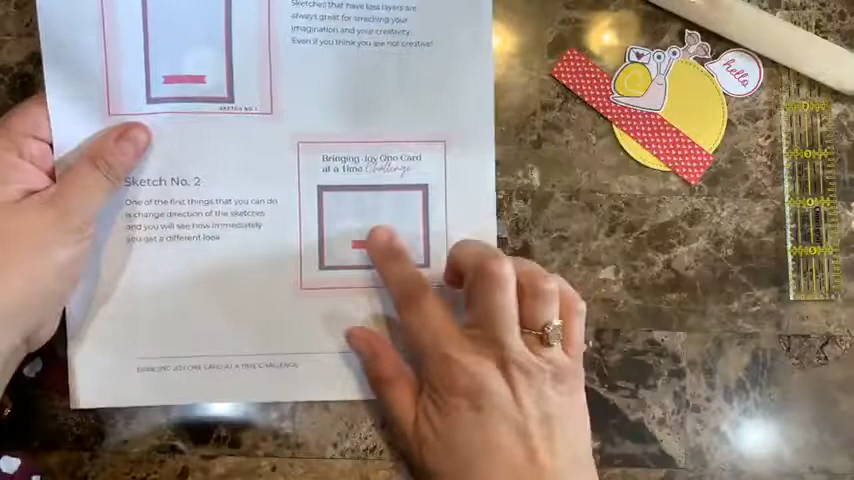 Sketches that have less layers are
always great for stretching your
imagination and your creativity.
Even if you think you are not creative!
SKETCH NO. 1
Sketch No. 2
One of the first things that you can do
is change direction of the sketches
and you will see how immediately
you get a different look!
Bringing Joy One Card
at a time Challenge
BRINGING JOY ONE CARD AT A TIME CHALLENGE
hello